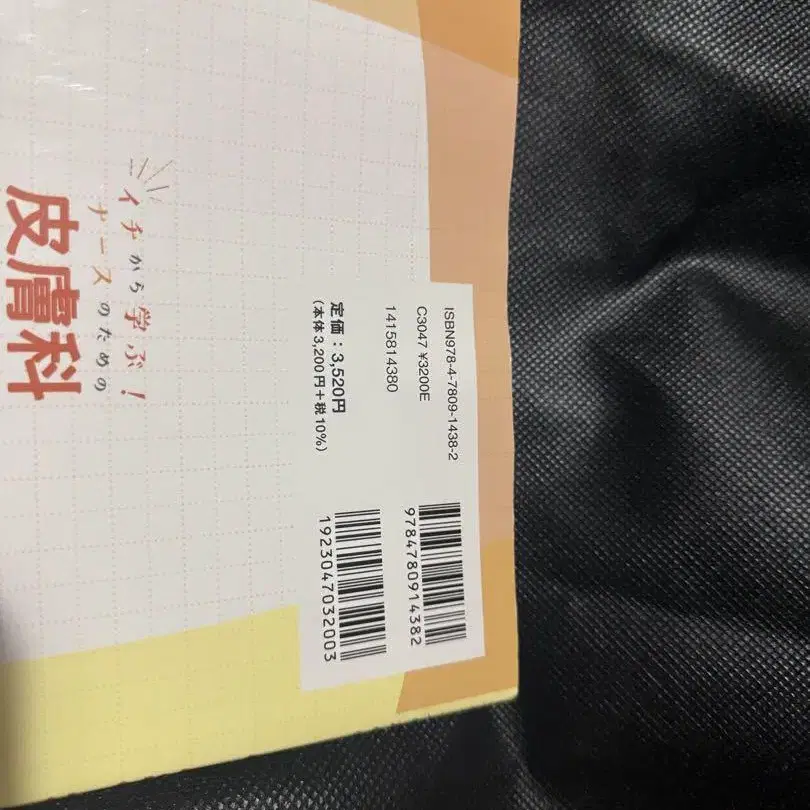 イチから学ぶ！
ナースのための
皮膚科
ISBN978-4-7809-1438-2
C3047 ¥3200E
1415814380
定価：3,520円
（本体3,200円＋税10%）
9784780914382
1923047032003